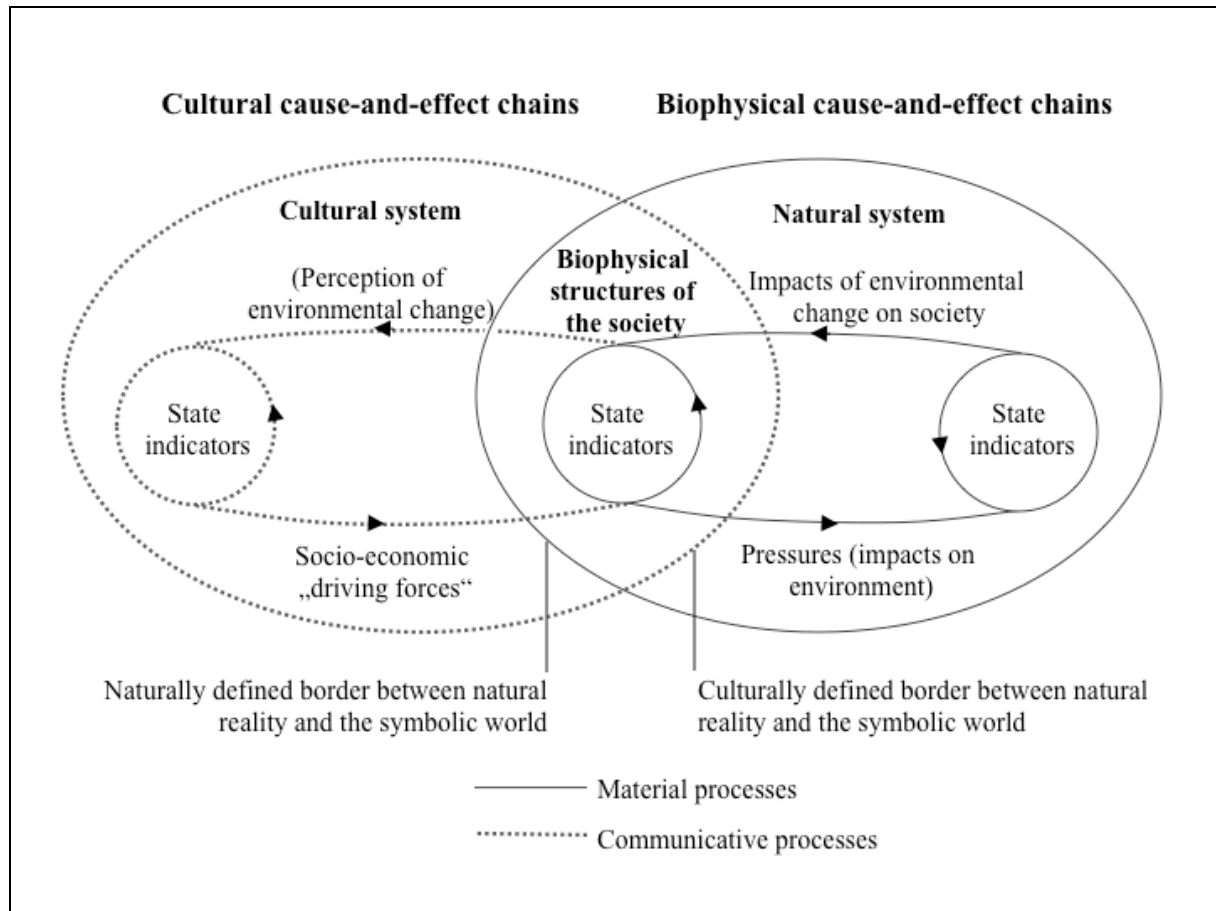 Cultural cause-and-effect chains
Biophysical cause-and-effect chains
Cultural system
Natural system
(Perception of
environmental change)
Biophysical
structures of
the society
Impacts of environmental
change on society
State
indicators
State
indicators
State
indicators
Socio-economic
„driving forces“
Pressures (impacts on
environment)
Naturally defined border between natural
reality and the symbolic world
Culturally defined border between natural
reality and the symbolic world
Material processes
Communicative processes